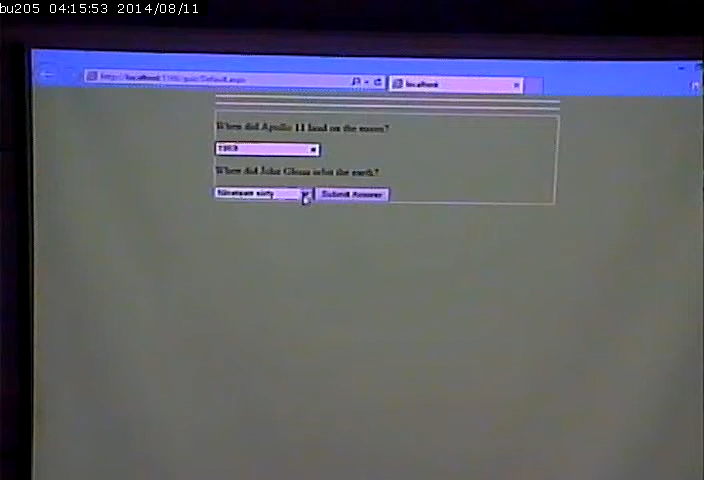 bu205 04:15:53 2014/08/11
localhost
When did Apollo 11 land on the moon?
1969
When did John Glenn orbit the earth?
Nineteen sixty
Submit Answer